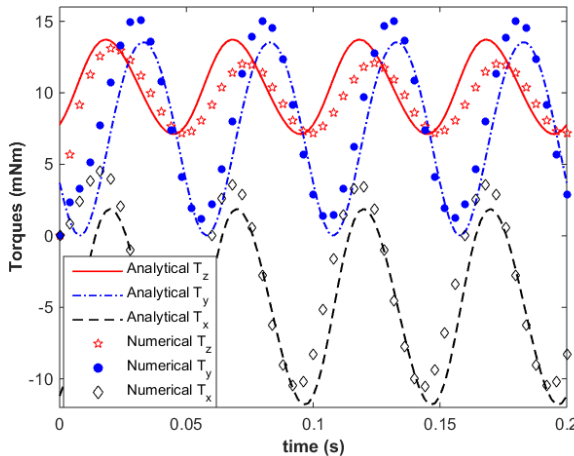 15
10
5
0
-5
-10
Torques (mNm)
Analytical T_z
Analytical T_y
Analytical T_x
Numerical T_z
Numerical T_y
Numerical T_x
0 0.05 0.1 0.15 0.2
time (s)